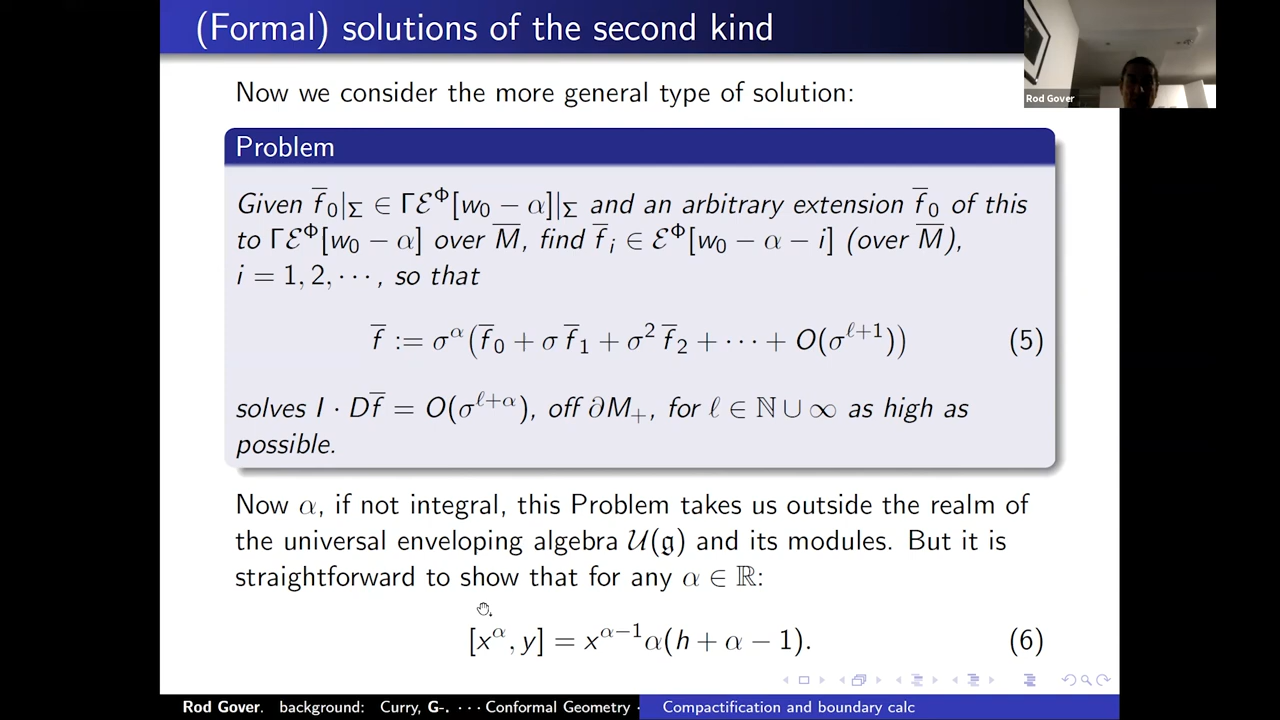 (Formal) solutions of the second kind
Rod Gover
Now we consider the more general type of solution:
Problem
Given f̅₀|_Σ ∈ Γℰ^Φ[w₀ − α]|_Σ and an arbitrary extension f̅₀ of this
to Γℰ^Φ[w₀ − α] over M̅, find f̅ᵢ ∈ ℰ^Φ[w₀ − α − i] (over M̅),
i = 1, 2, ⋯, so that
f̅ := σ^α(f̅₀ + σf̅₁ + σ²f̅₂ + ⋯ + O(σ^{ℓ+1})) (5)
solves I · Df̅ = O(σ^{ℓ+α}), off ∂M₊, for ℓ ∈ ℕ ∪ ∞ as high as
possible.
Now α, if not integral, this Problem takes us outside the realm of
the universal enveloping algebra 𝒰(𝔤) and its modules. But it is
straightforward to show that for any α ∈ ℝ:
[x^α, y] = x^{α−1}α(h + α − 1). (6)
Rod Gover. background: Curry, G-. ⋯ Conformal Geometry · Compactification and boundary calc